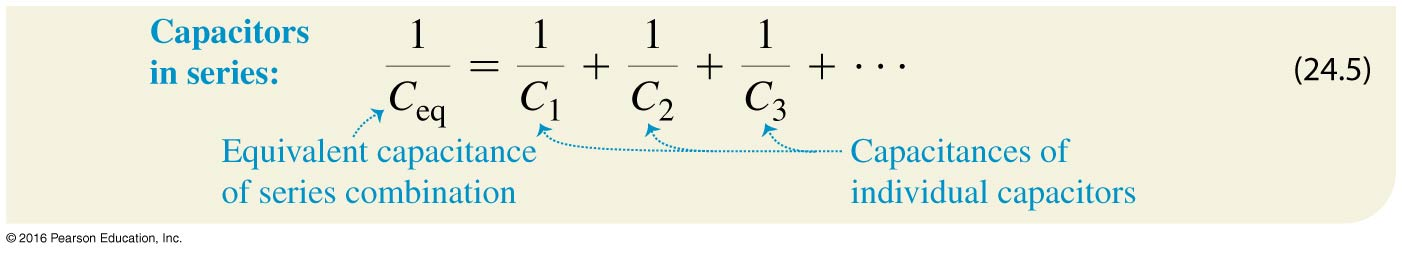 Capacitors
in series:
1/C_eq = 1/C_1 + 1/C_2 + 1/C_3 + · · ·
(24.5)
Equivalent capacitance
of series combination
Capacitances of
individual capacitors
© 2016 Pearson Education, Inc.